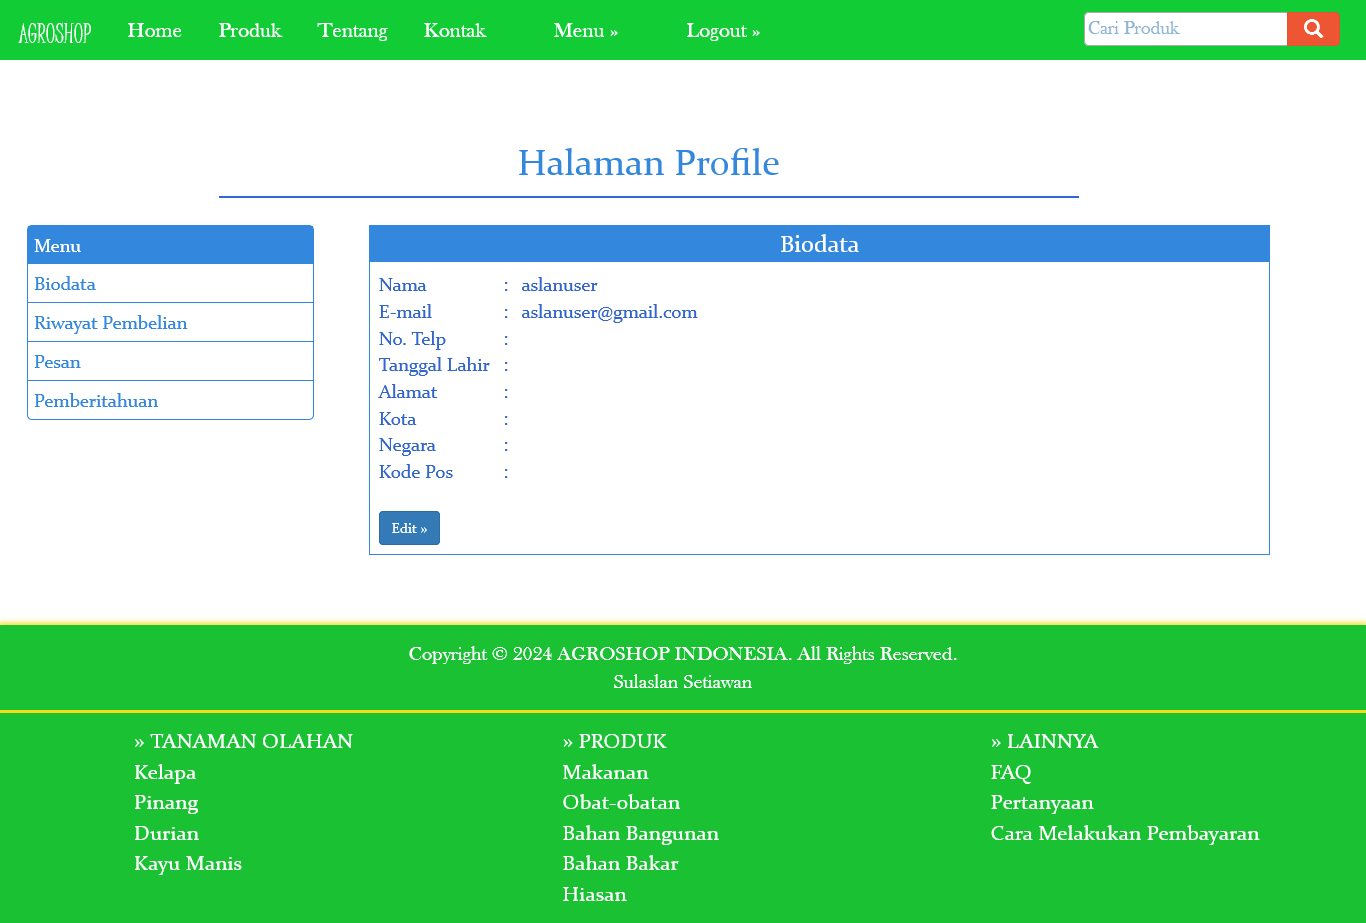 AGROSHOP Home Produk Tentang Kontak Menu » Logout » Cari Produk
Halaman Profile
Menu
Biodata
Riwayat Pembelian
Pesan
Pemberitahuan
Biodata
Nama : aslanuser
E-mail : aslanuser@gmail.com
No. Telp :
Tanggal Lahir :
Alamat :
Kota :
Negara :
Kode Pos :
Edit »
Copyright © 2024 AGROSHOP INDONESIA. All Rights Reserved.
Sulaslan Setiawan
» TANAMAN OLAHAN
Kelapa
Pinang
Durian
Kayu Manis
» PRODUK
Makanan
Obat-obatan
Bahan Bangunan
Bahan Bakar
Hiasan
» LAINNYA
FAQ
Pertanyaan
Cara Melakukan Pembayaran